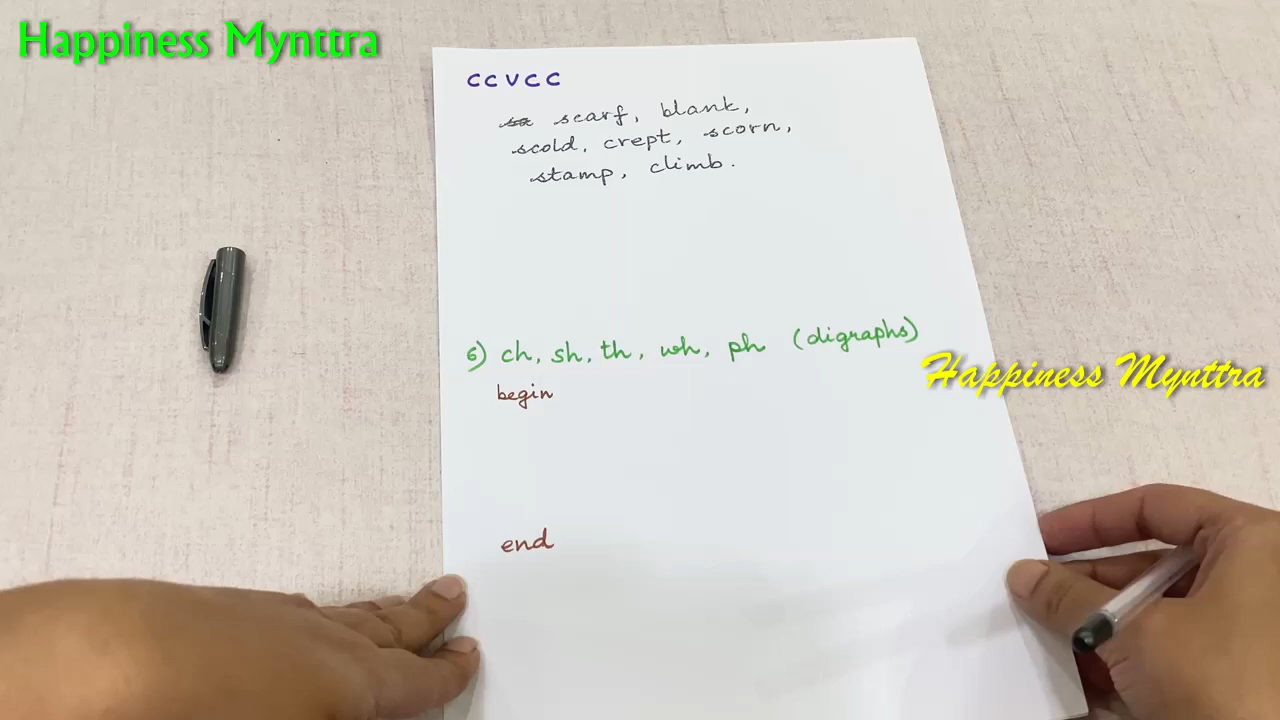 Happiness Mynttra
CCVCC
scarf, blank,
scold, crept, scorn,
stamp, climb.
6) ch, sh, th, wh, ph (digraphs)
Happiness Mynttra
begin
end